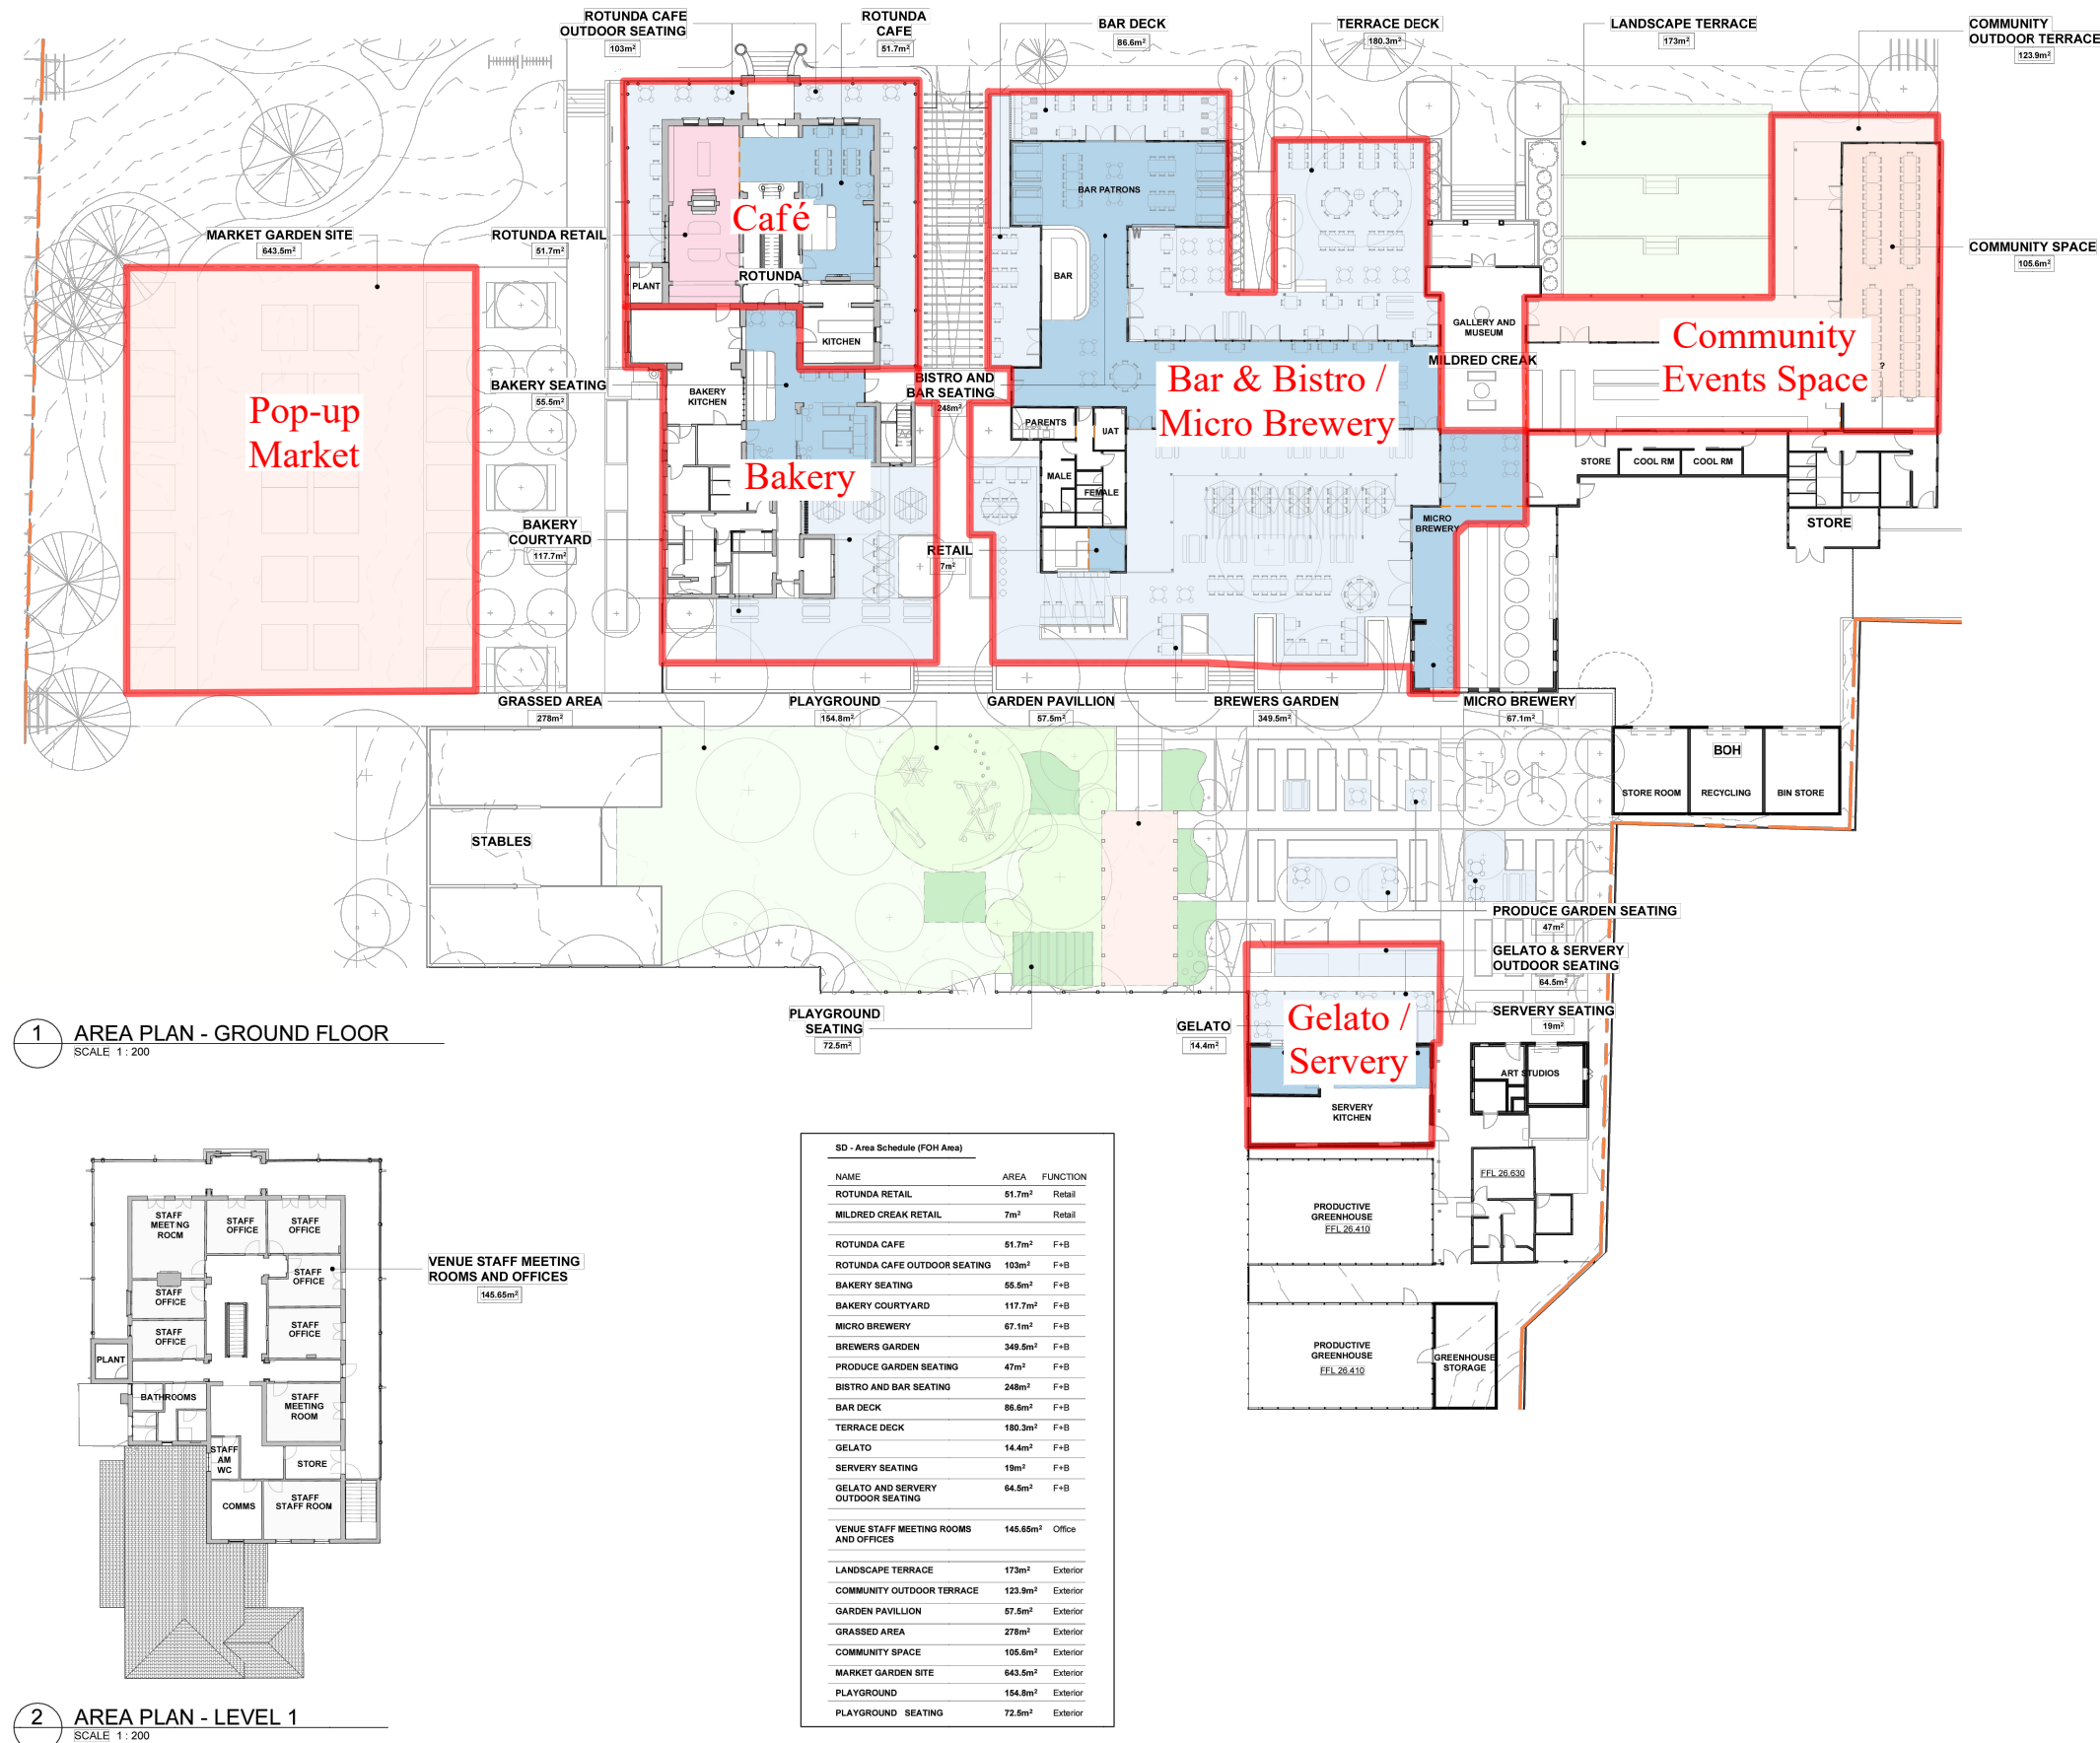 ROTUNDA CAFE
OUTDOOR SEATING
103m²
ROTUNDA
CAFE
51.7m²
BAR DECK
86.6m²
TERRACE DECK
180.3m²
LANDSCAPE TERRACE
173m²
COMMUNITY
OUTDOOR TERRACE
123.9m²
MARKET GARDEN SITE
643.5m²
ROTUNDA RETAIL
51.7m²
Café
PLANT
ROTUNDA
KITCHEN
BAR PATRONS
BAR
GALLERY AND
MUSEUM
MILDRED CREAK
COMMUNITY SPACE
105.6m²
Community
Events Space
?
Pop-up
Market
BAKERY SEATING
55.5m²
BAKERY
KITCHEN
Bakery
BAKERY
COURTYARD
117.7m²
BISTRO AND
BAR SEATING
248m²
Bar & Bistro /
Micro Brewery
PARENTS
UAT
MALE
FEMALE
RETAIL
7m²
MICRO
BREWERY
STORE
COOL RM
COOL RM
STORE
GRASSED AREA
278m²
PLAYGROUND
154.8m²
GARDEN PAVILLION
57.5m²
BREWERS GARDEN
349.5m²
MICRO BREWERY
67.1m²
BOH
STORE ROOM
RECYCLING
BIN STORE
STABLES
PRODUCE GARDEN SEATING
47m²
GELATO & SERVERY
OUTDOOR SEATING
64.5m²
SERVERY SEATING
19m²
PLAYGROUND
SEATING
72.5m²
GELATO
14.4m²
Gelato /
Servery
SERVERY
KITCHEN
ART STUDIOS
FFL 26.630
PRODUCTIVE
GREENHOUSE
FFL 26.410
PRODUCTIVE
GREENHOUSE
FFL 26.410
GREENHOUSE
STORAGE
1 AREA PLAN - GROUND FLOOR
SCALE 1 : 200
STAFF
MEETING
ROOM
STAFF
OFFICE
STAFF
OFFICE
STAFF
OFFICE
STAFF
OFFICE
STAFF
OFFICE
STAFF
OFFICE
PLANT
BATHROOMS
STAFF
MEETING
ROOM
STAFF
AM
WC
STORE
COMMS
STAFF
STAFF ROOM
VENUE STAFF MEETING
ROOMS AND OFFICES
145.65m²
2 AREA PLAN - LEVEL 1
SCALE 1 : 200
SD - Area Schedule (FOH Area)
NAME AREA FUNCTION
ROTUNDA RETAIL 51.7m² Retail
MILDRED CREAK RETAIL 7m² Retail
ROTUNDA CAFE 51.7m² F+B
ROTUNDA CAFE OUTDOOR SEATING 103m² F+B
BAKERY SEATING 55.5m² F+B
BAKERY COURTYARD 117.7m² F+B
MICRO BREWERY 67.1m² F+B
BREWERS GARDEN 349.5m² F+B
PRODUCE GARDEN SEATING 47m² F+B
BISTRO AND BAR SEATING 248m² F+B
BAR DECK 86.6m² F+B
TERRACE DECK 180.3m² F+B
GELATO 14.4m² F+B
SERVERY SEATING 19m² F+B
GELATO AND SERVERY 64.5m² F+B
OUTDOOR SEATING
VENUE STAFF MEETING ROOMS 145.65m² Office
AND OFFICES
LANDSCAPE TERRACE 173m² Exterior
COMMUNITY OUTDOOR TERRACE 123.9m² Exterior
GARDEN PAVILLION 57.5m² Exterior
GRASSED AREA 278m² Exterior
COMMUNITY SPACE 105.6m² Exterior
MARKET GARDEN SITE 643.5m² Exterior
PLAYGROUND 154.8m² Exterior
PLAYGROUND SEATING 72.5m² Exterior